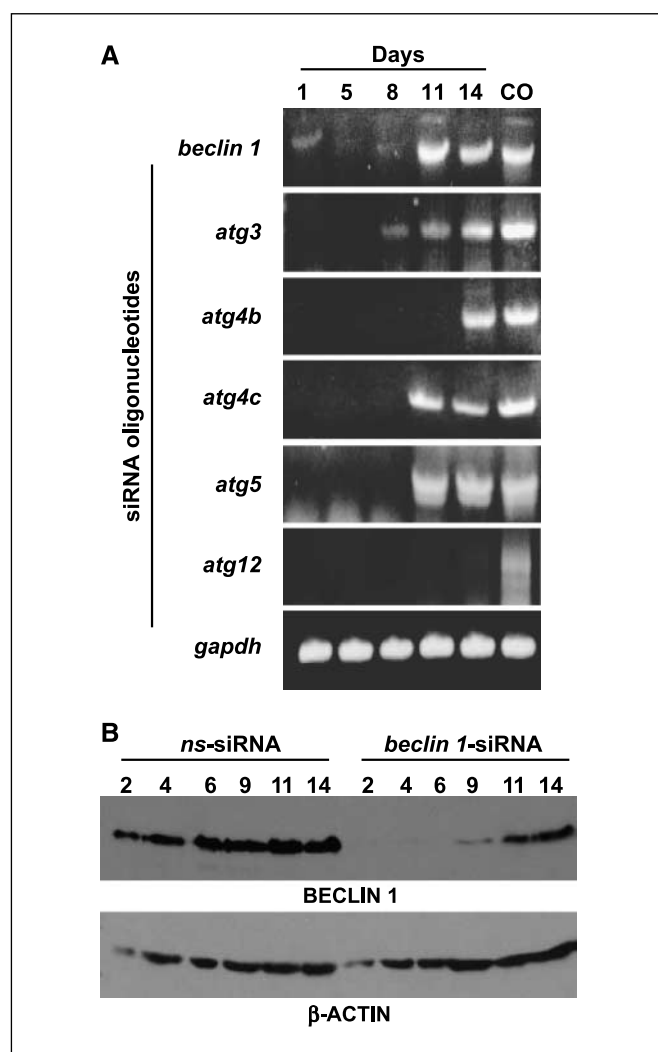 A
Days
1 5 8 11 14 CO
siRNA oligonucleotides
beclin 1
atg3
atg4b
atg4c
atg5
atg12
gapdh
B
ns-siRNA beclin 1-siRNA
2 4 6 9 11 14 2 4 6 9 11 14
BECLIN 1
β-ACTIN